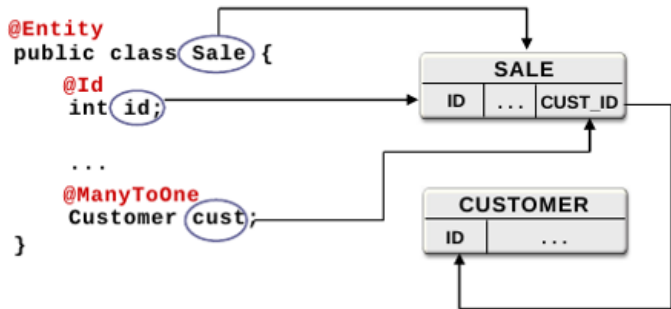 @Entity
public class Sale {
@Id
int id;
...
@ManyToOne
Customer cust;
}
SALE
ID ... CUST_ID
CUSTOMER
ID ...